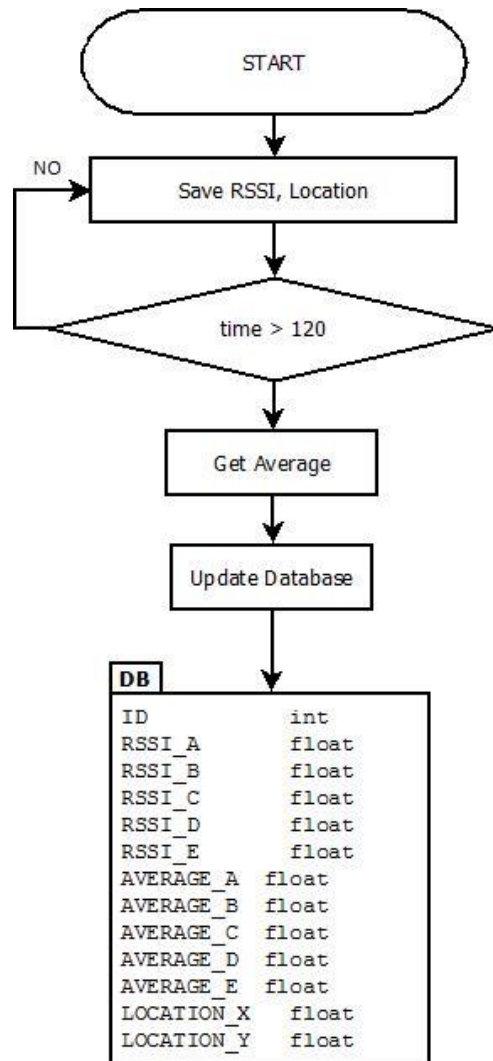 START
NO
Save RSSI, Location
time > 120
Get Average
Update Database
DB
ID int
RSSI_A float
RSSI_B float
RSSI_C float
RSSI_D float
RSSI_E float
AVERAGE_A float
AVERAGE_B float
AVERAGE_C float
AVERAGE_D float
AVERAGE_E float
LOCATION_X float
LOCATION_Y float